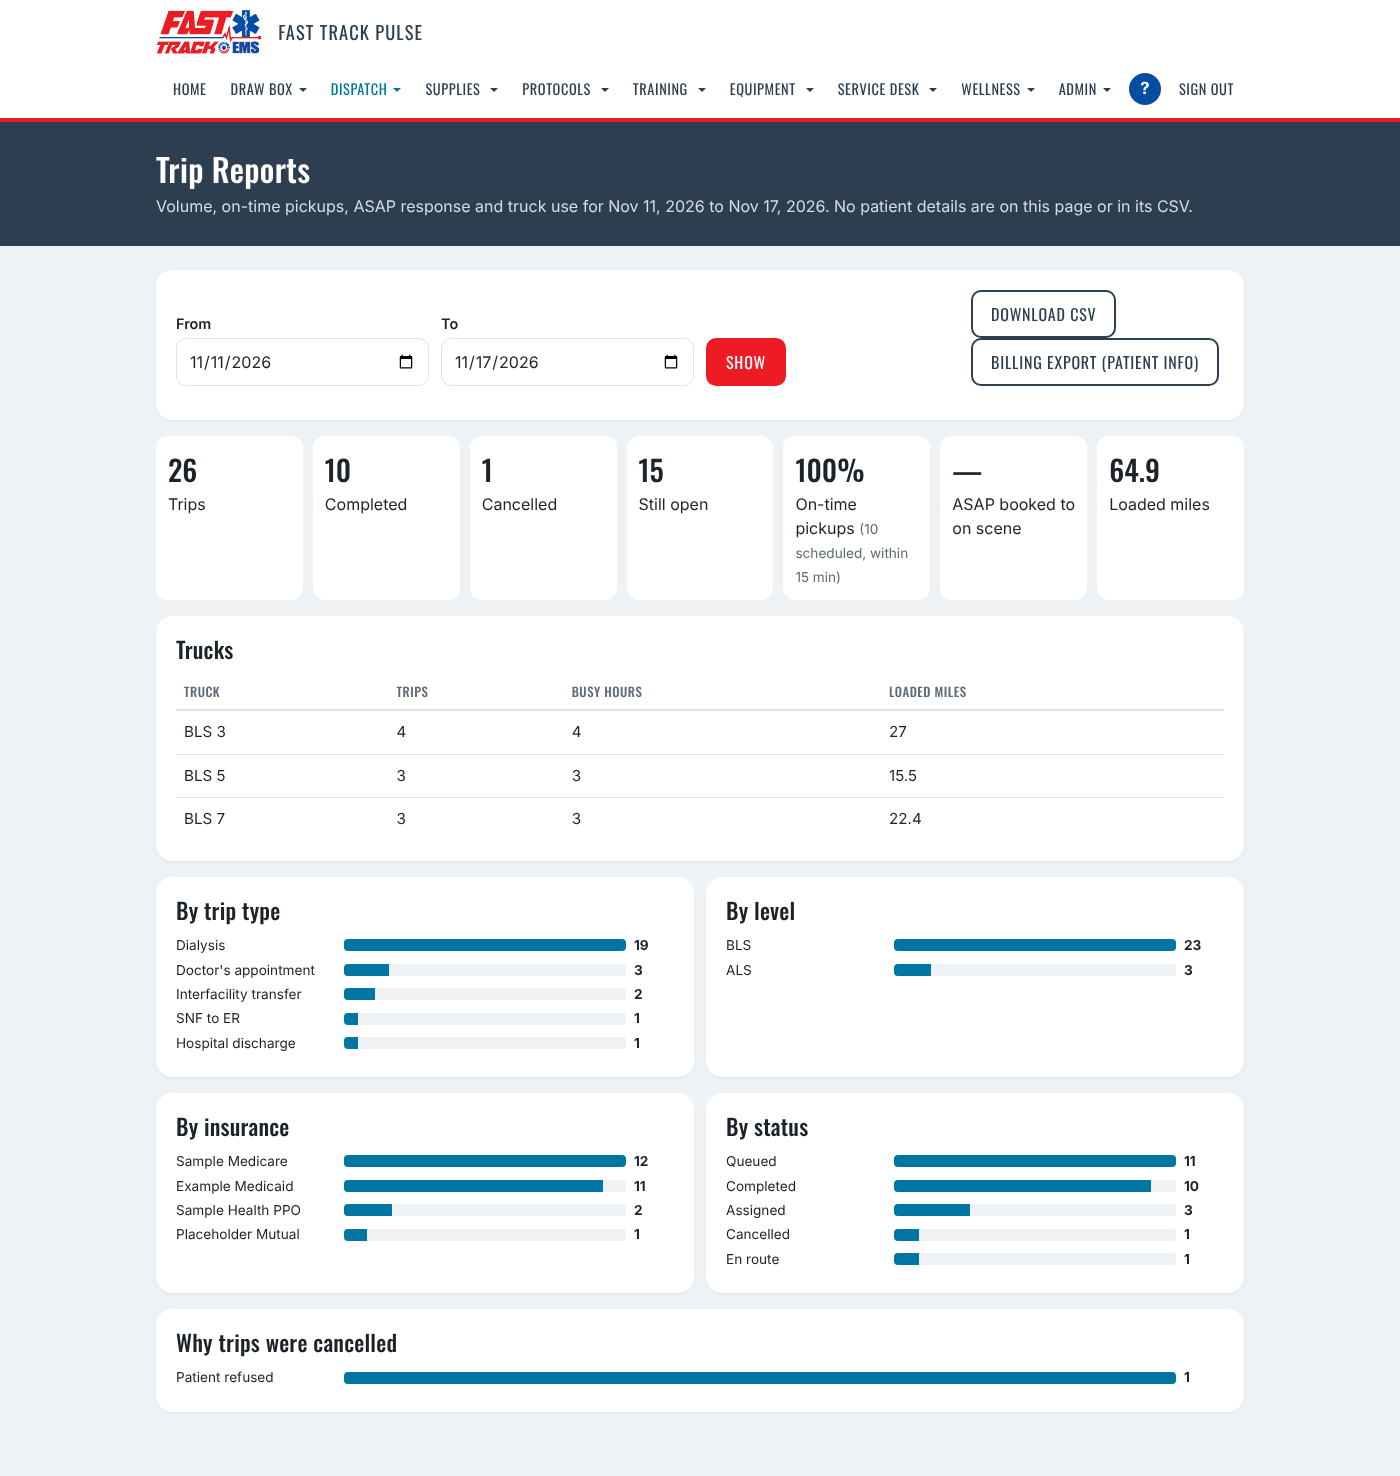 FAST TRACK EMS
FAST TRACK PULSE
HOME DRAW BOX DISPATCH SUPPLIES PROTOCOLS TRAINING EQUIPMENT SERVICE DESK WELLNESS ADMIN ? SIGN OUT
Trip Reports
Volume, on-time pickups, ASAP response and truck use for Nov 11, 2026 to Nov 17, 2026. No patient details are on this page or in its CSV.
From
11/11/2026
To
11/17/2026
SHOW
DOWNLOAD CSV
BILLING EXPORT (PATIENT INFO)
26
Trips
10
Completed
1
Cancelled
15
Still open
100%
On-time
pickups (10
scheduled, within
15 min)
—
ASAP booked to
on scene
64.9
Loaded miles
Trucks
TRUCK TRIPS BUSY HOURS LOADED MILES
BLS 3 4 4 27
BLS 5 3 3 15.5
BLS 7 3 3 22.4
By trip type
Dialysis 19
Doctor's appointment 3
Interfacility transfer 2
SNF to ER 1
Hospital discharge 1
By level
BLS 23
ALS 3
By insurance
Sample Medicare 12
Example Medicaid 11
Sample Health PPO 2
Placeholder Mutual 1
By status
Queued 11
Completed 10
Assigned 3
Cancelled 1
En route 1
Why trips were cancelled
Patient refused 1